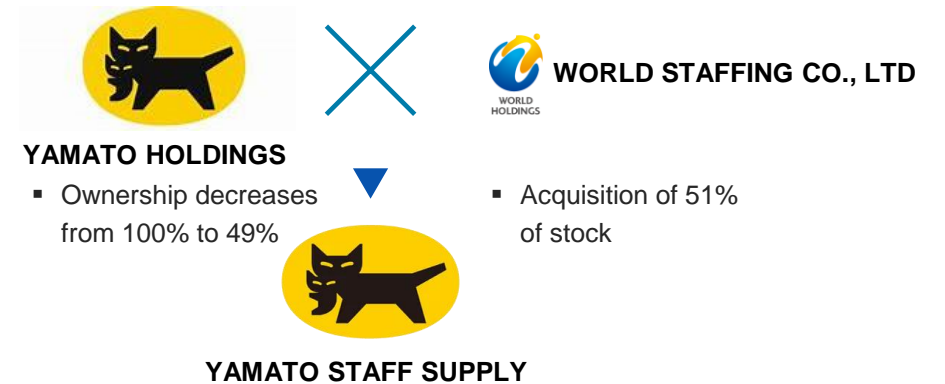 WORLD STAFFING CO., LTD
WORLD
HOLDINGS
YAMATO HOLDINGS
▪ Ownership decreases
from 100% to 49%
▪ Acquisition of 51%
of stock
YAMATO STAFF SUPPLY